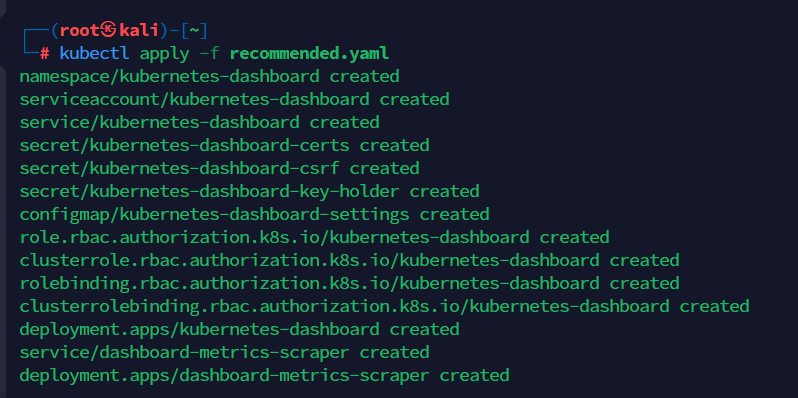 ┌──(root㉿kali)-[~]
└─# kubectl apply -f recommended.yaml
namespace/kubernetes-dashboard created
serviceaccount/kubernetes-dashboard created
service/kubernetes-dashboard created
secret/kubernetes-dashboard-certs created
secret/kubernetes-dashboard-csrf created
secret/kubernetes-dashboard-key-holder created
configmap/kubernetes-dashboard-settings created
role.rbac.authorization.k8s.io/kubernetes-dashboard created
clusterrole.rbac.authorization.k8s.io/kubernetes-dashboard created
rolebinding.rbac.authorization.k8s.io/kubernetes-dashboard created
clusterrolebinding.rbac.authorization.k8s.io/kubernetes-dashboard created
deployment.apps/kubernetes-dashboard created
service/dashboard-metrics-scraper created
deployment.apps/dashboard-metrics-scraper created